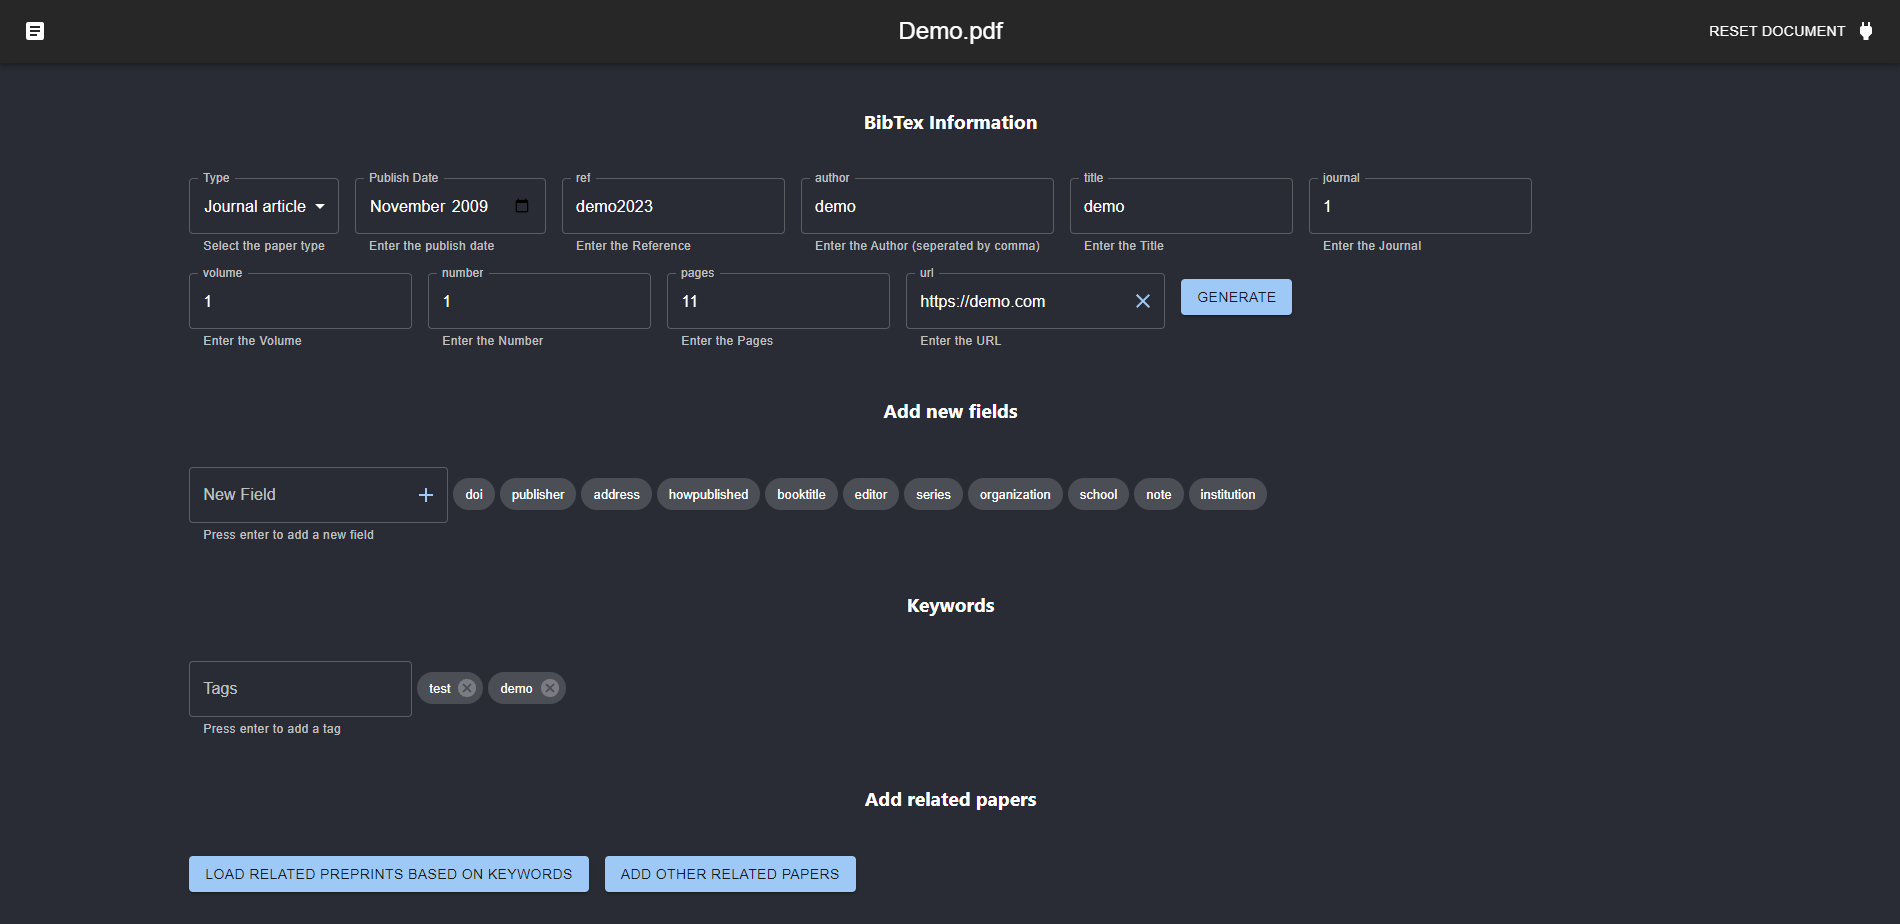 Demo.pdf
RESET DOCUMENT
BibTex Information
Type
Publish Date
ref
author
title
journal
Journal article
November 2009
demo2023
demo
demo
1
Select the paper type
Enter the publish date
Enter the Reference
Enter the Author (seperated by comma)
Enter the Title
Enter the Journal
volume
number
pages
url
1
1
11
https://demo.com
GENERATE
Enter the Volume
Enter the Number
Enter the Pages
Enter the URL
Add new fields
New Field
doi
publisher
address
howpublished
booktitle
editor
series
organization
school
note
institution
Press enter to add a new field
Keywords
Tags
test
demo
Press enter to add a tag
Add related papers
LOAD RELATED PREPRINTS BASED ON KEYWORDS
ADD OTHER RELATED PAPERS